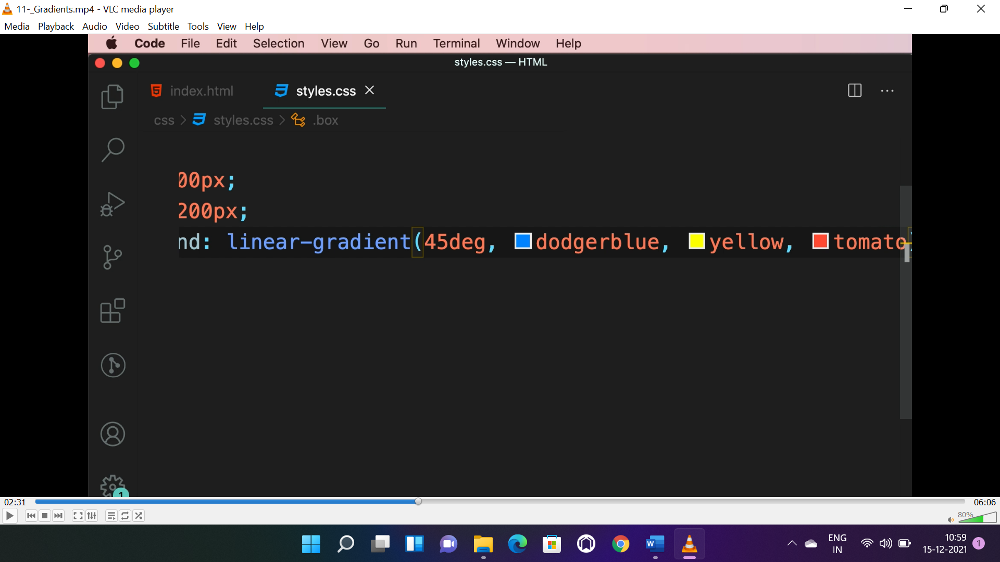 11-_Gradients.mp4 - VLC media player
Media Playback Audio Video Subtitle Tools View Help
Code File Edit Selection View Go Run Terminal Window Help
styles.css — HTML
index.html styles.css
css > styles.css > .box
00px;
200px;
nd: linear-gradient(45deg, dodgerblue, yellow, tomato)
1
02:31 06:06
80%
ENG 10:59
IN 15-12-2021 1